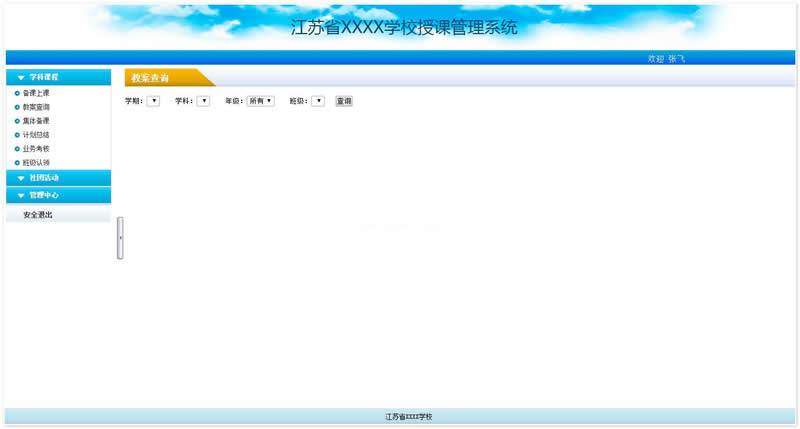 江苏省XXXX学校授课管理系统
欢迎 张飞
学科课程
备课上课
教案查询
集体备课
计划总结
业务考核
班级认领
社团活动
管理中心
安全退出
教案查询
学期： 学科： 年级：所有 班级： 查询
江苏省XXXX学校